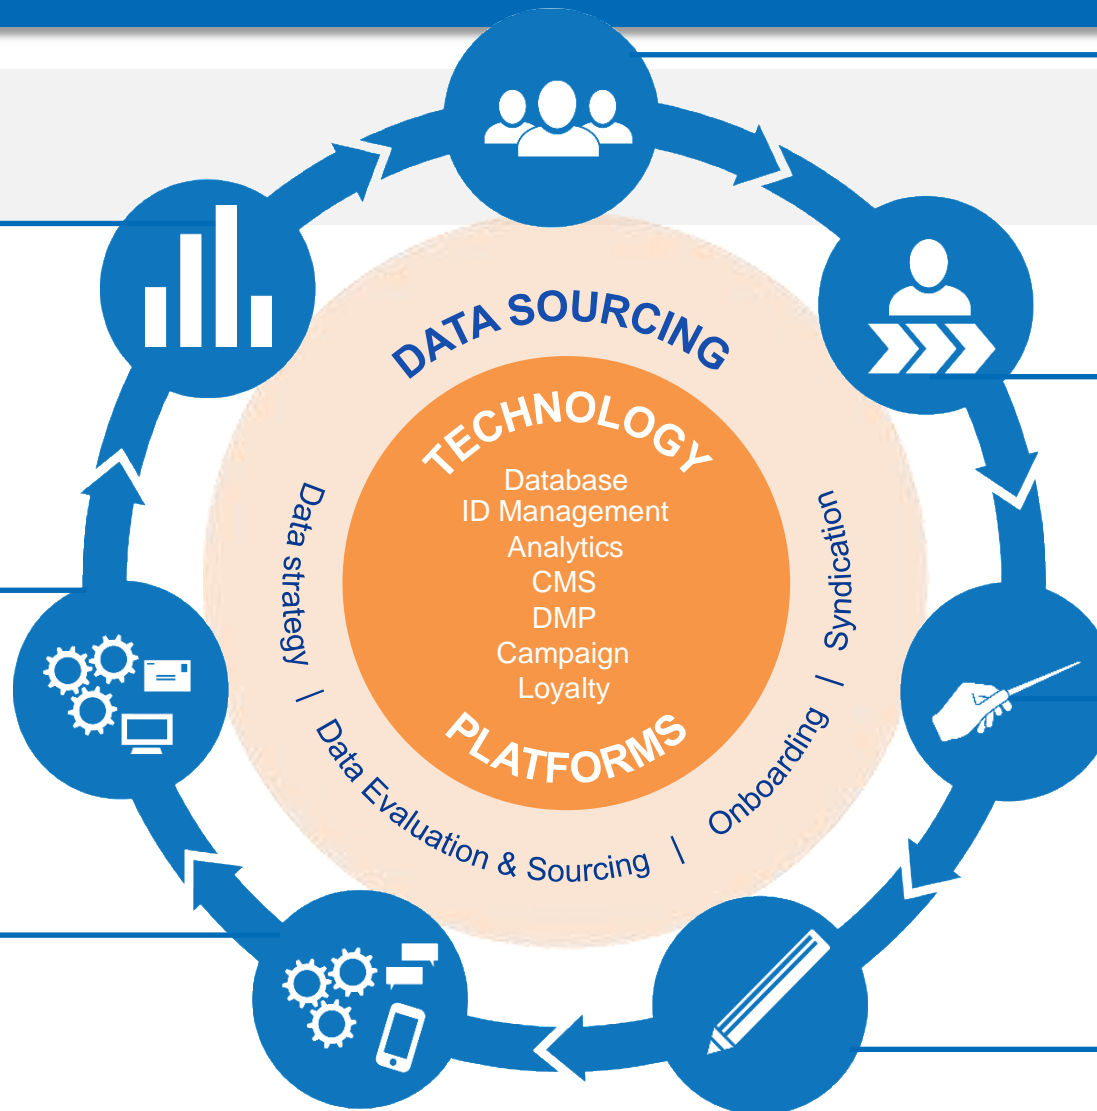 DATA SOURCING
TECHNOLOGY
Database
ID Management
Analytics
CMS
DMP
Campaign
Loyalty
PLATFORMS
Data strategy | Data Evaluation & Sourcing | Onboarding | Syndication